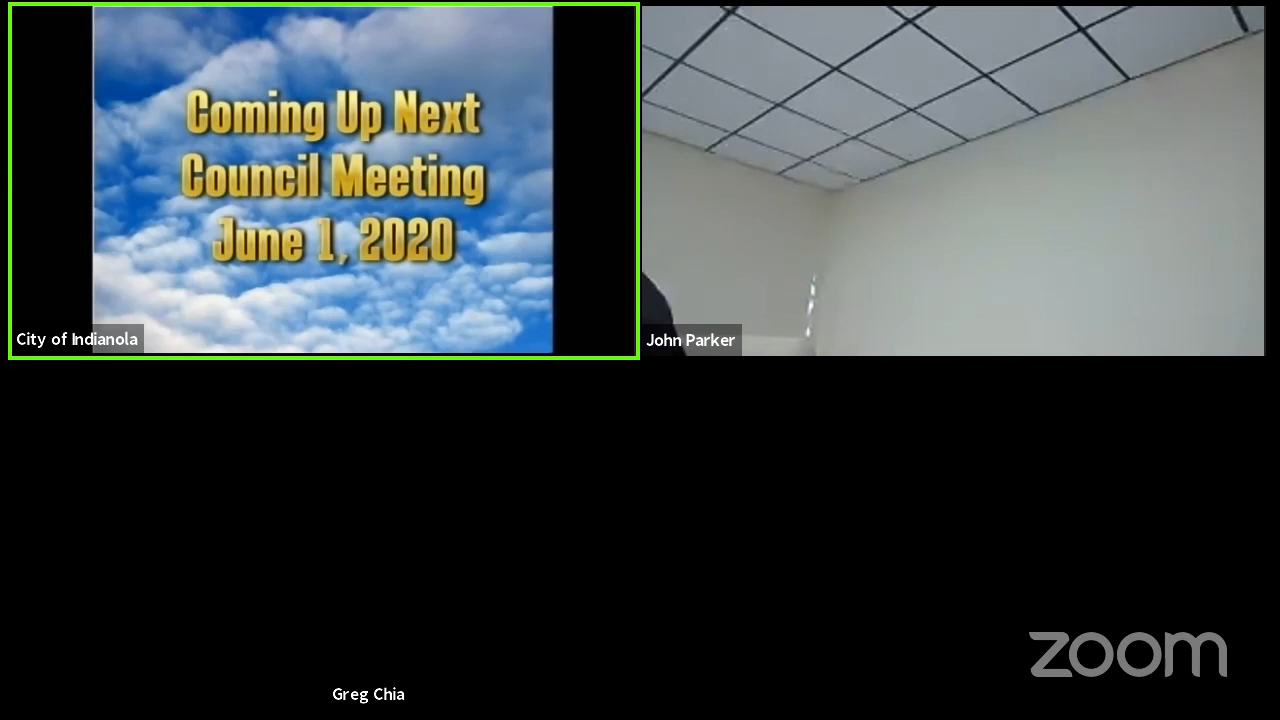 Coming Up Next
Council Meeting
June 1, 2020
City of Indianola
John Parker
Greg Chia
zoom